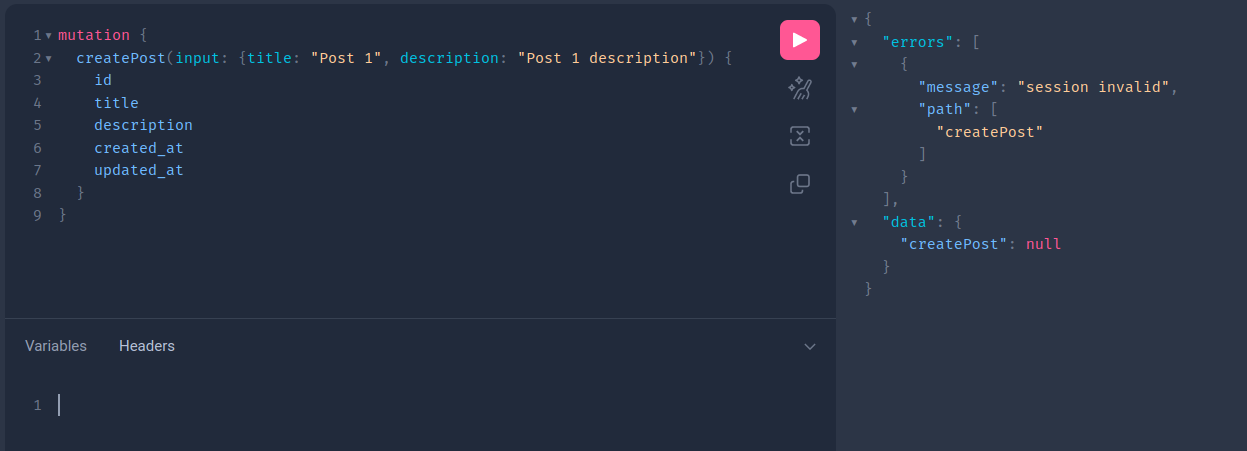 1▾ mutation {
2▾   createPost(input: {title: "Post 1", description: "Post 1 description"}) {
3      id
4      title
5      description
6      created_at
7      updated_at
8    }
9  }
Variables Headers
1
▾ {
▾   "errors": [
▾     {
        "message": "session invalid",
▾       "path": [
          "createPost"
        ]
      }
    ],
▾   "data": {
      "createPost": null
    }
  }